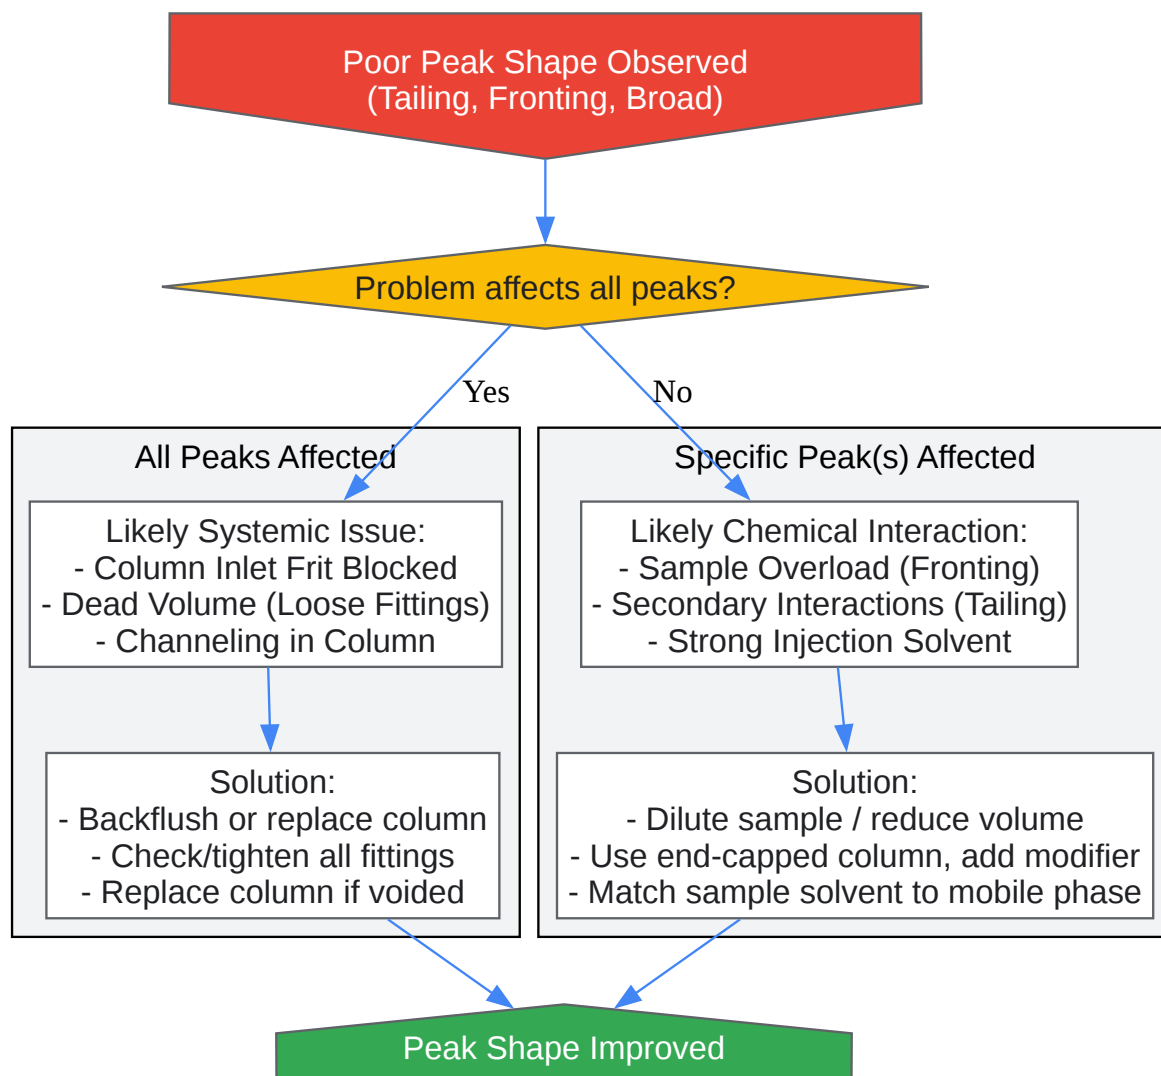 Poor Peak Shape Observed
(Tailing, Fronting, Broad)
Problem affects all peaks?
Yes
No
All Peaks Affected
Likely Systemic Issue:
- Column Inlet Frit Blocked
- Dead Volume (Loose Fittings)
- Channeling in Column
Solution:
- Backflush or replace column
- Check/tighten all fittings
- Replace column if voided
Specific Peak(s) Affected
Likely Chemical Interaction:
- Sample Overload (Fronting)
- Secondary Interactions (Tailing)
- Strong Injection Solvent
Solution:
- Dilute sample / reduce volume
- Use end-capped column, add modifier
- Match sample solvent to mobile phase
Peak Shape Improved